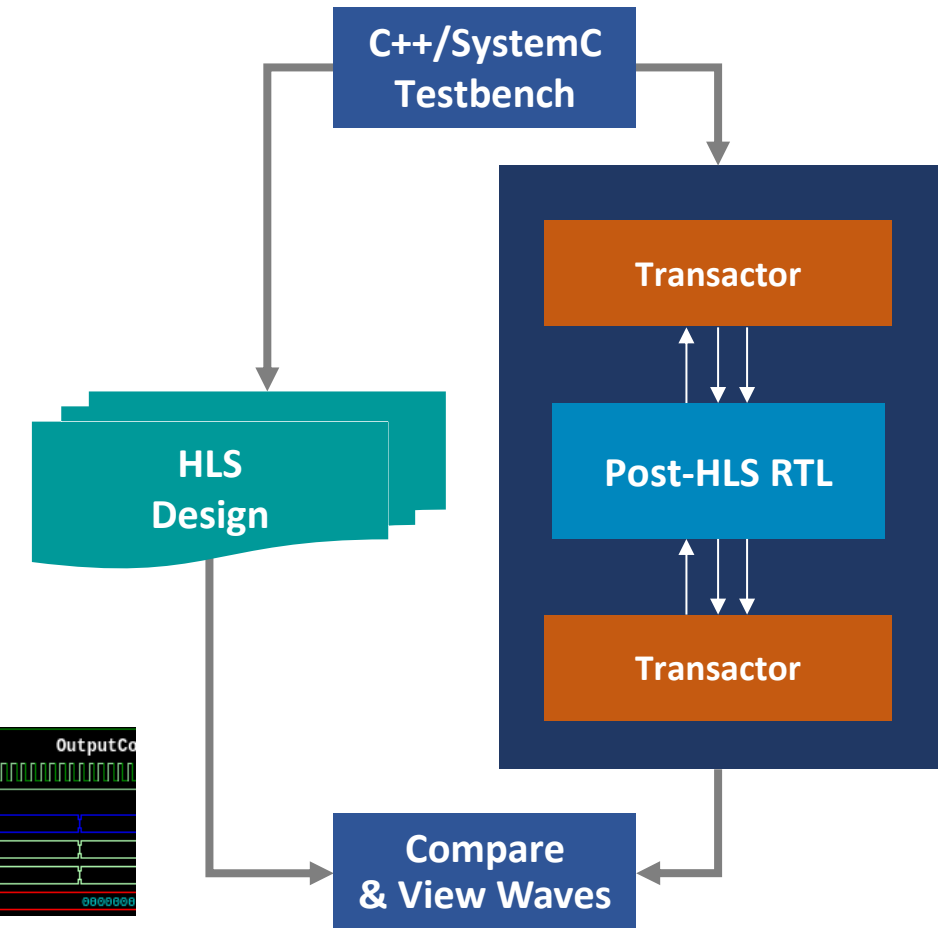 C++/SystemC
Testbench
Transactor
HLS
Design
Post-HLS RTL
Transactor
Compare
& View Waves